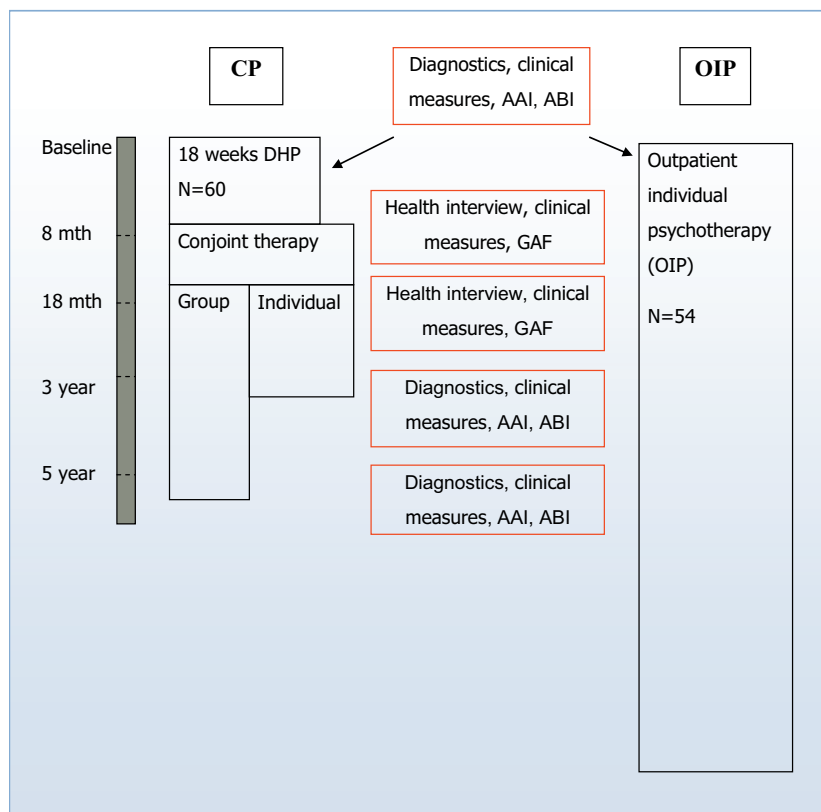 CP
Diagnostics, clinical
measures, AAI, ABI
OIP
Baseline
18 weeks DHP
N=60
Outpatient
individual
psychotherapy
(OIP)
N=54
8 mth
Conjoint therapy
Health interview, clinical
measures, GAF
18 mth
Group
Individual
Health interview, clinical
measures, GAF
3 year
Diagnostics, clinical
measures, AAI, ABI
5 year
Diagnostics, clinical
measures, AAI, ABI